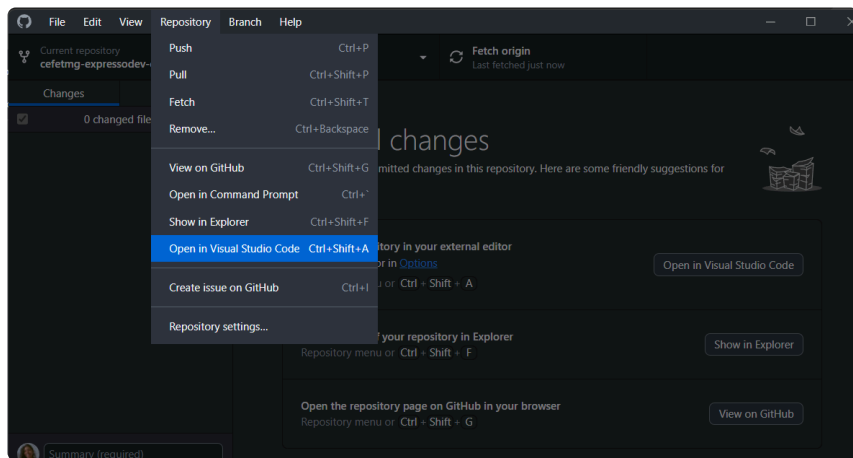 File Edit View Repository Branch Help
Current repository
cefetmg-expressodev-
Fetch origin
Last fetched just now
Changes
0 changed file
Push Ctrl+P
Pull Ctrl+Shift+P
Fetch Ctrl+Shift+T
Remove... Ctrl+Backspace
View on GitHub Ctrl+Shift+G
Open in Command Prompt Ctrl+`
Show in Explorer Ctrl+Shift+F
Open in Visual Studio Code Ctrl+Shift+A
Create issue on GitHub Ctrl+I
Repository settings...
changes
mitted changes in this repository. Here are some friendly suggestions for
itory in your external editor
or in Options
u or Ctrl + Shift + A
Open in Visual Studio Code
f your repository in Explorer
Repository menu or Ctrl + Shift + F
Show in Explorer
Open the repository page on GitHub in your browser
Repository menu or Ctrl + Shift + G
View on GitHub
Summary (required)